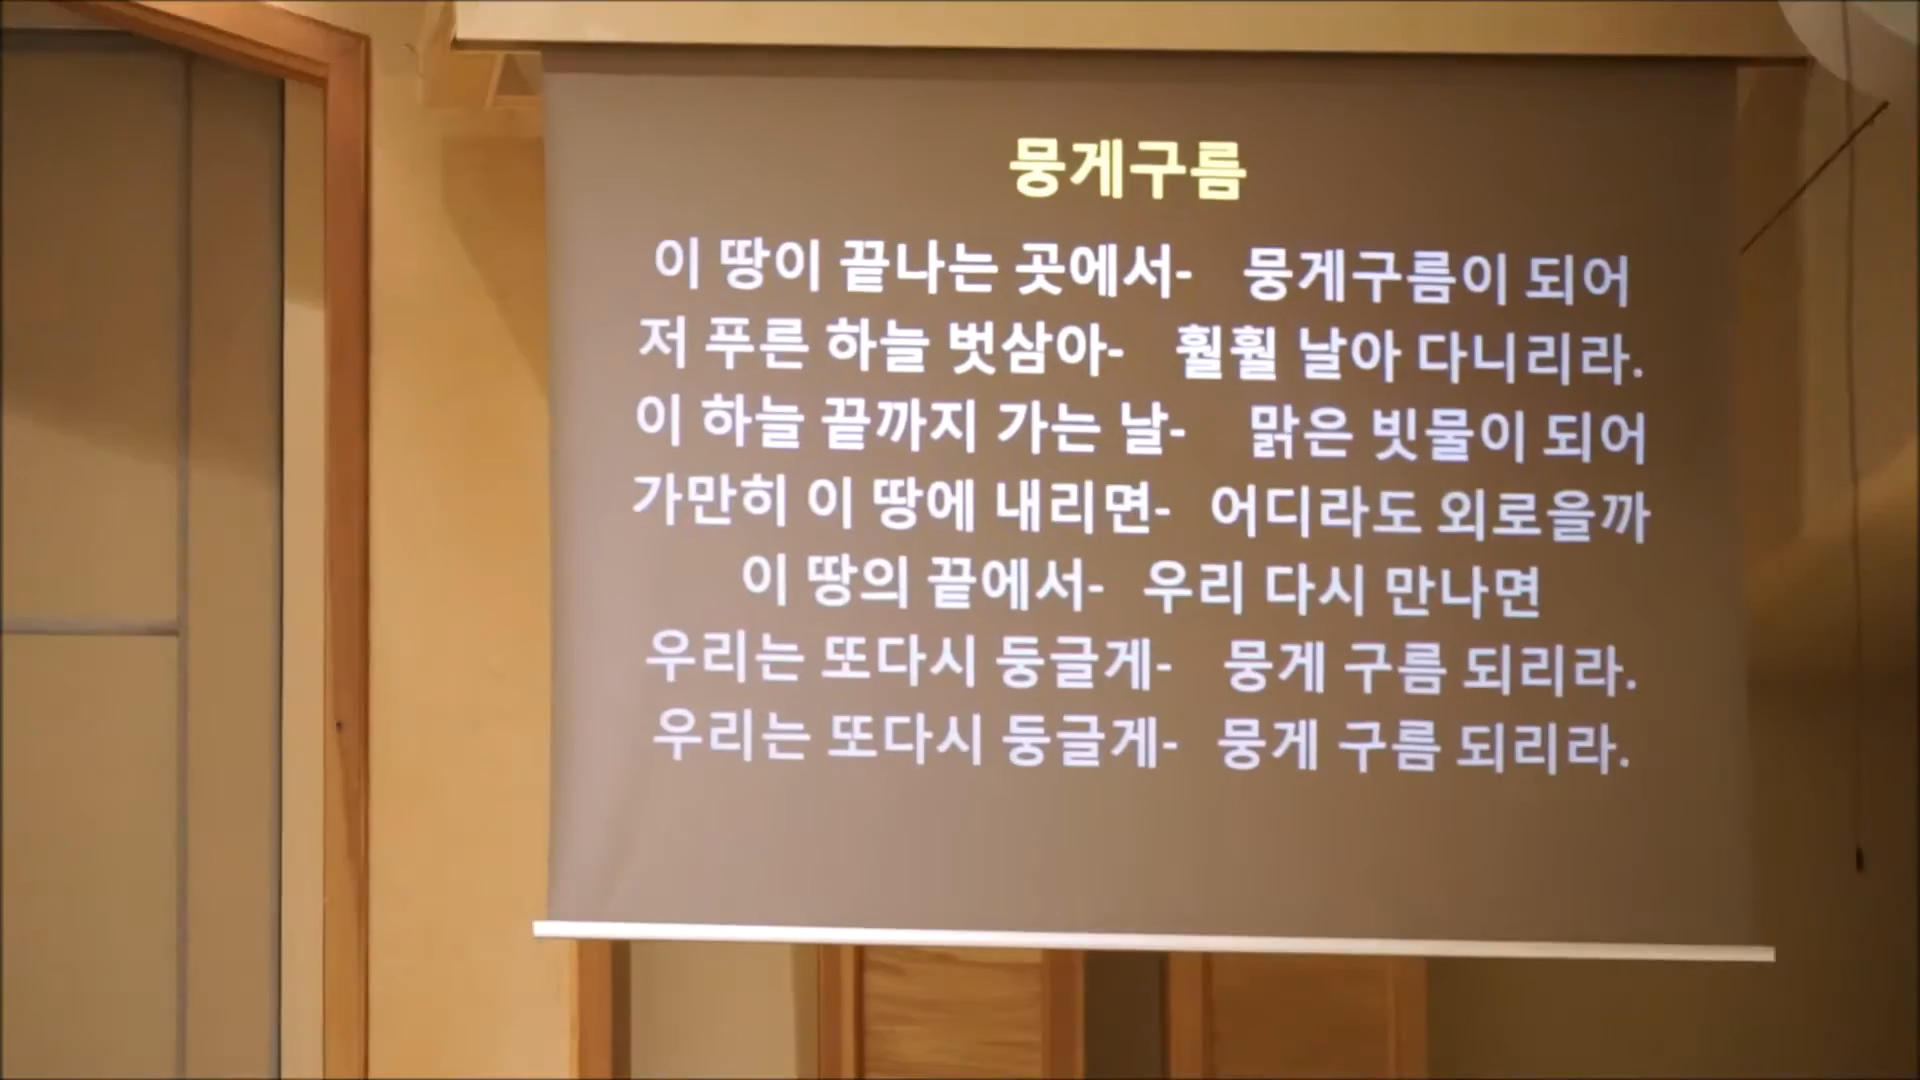 뭉게구름
이 땅이 끝나는 곳에서- 뭉게구름이 되어
저 푸른 하늘 벗삼아- 훨훨 날아 다니리라.
이 하늘 끝까지 가는 날- 맑은 빗물이 되어
가만히 이 땅에 내리면- 어디라도 외로울까
이 땅의 끝에서- 우리 다시 만나면
우리는 또다시 둥글게- 뭉게 구름 되리라.
우리는 또다시 둥글게- 뭉게 구름 되리라.